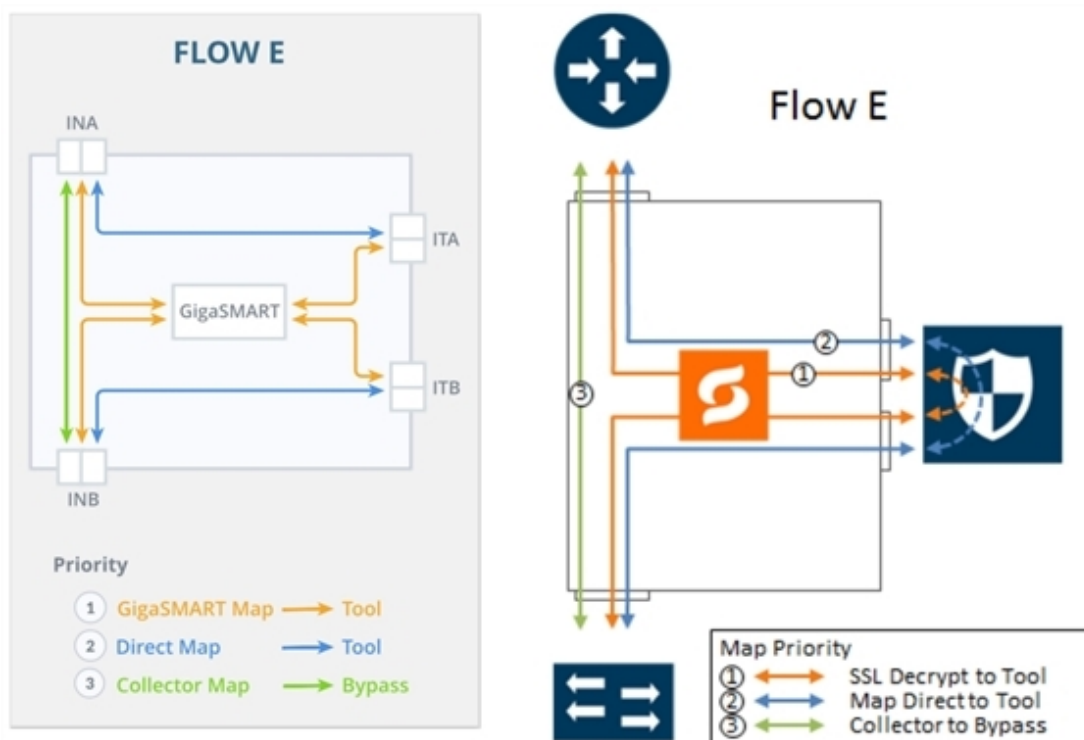 FLOW E
INA
ITA
GigaSMART
ITB
INB
Priority
1 GigaSMART Map Tool
2 Direct Map Tool
3 Collector Map Bypass
Flow E
2
1
3
Map Priority
1 SSL Decrypt to Tool
2 Map Direct to Tool
3 Collector to Bypass